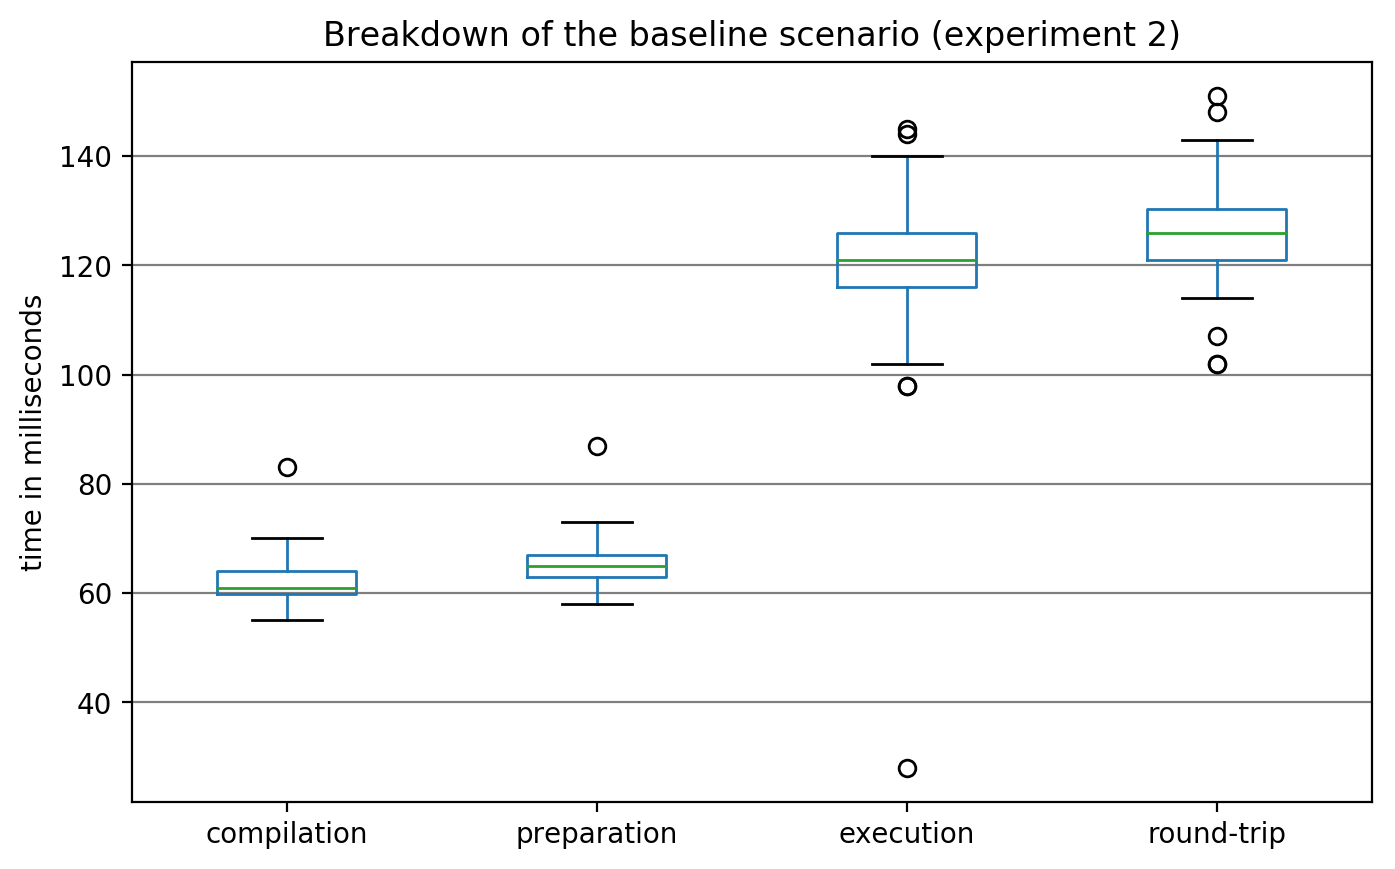 Breakdown of the baseline scenario (experiment 2)
time in milliseconds
140
120
100
80
60
40
compilation
preparation
execution
round-trip